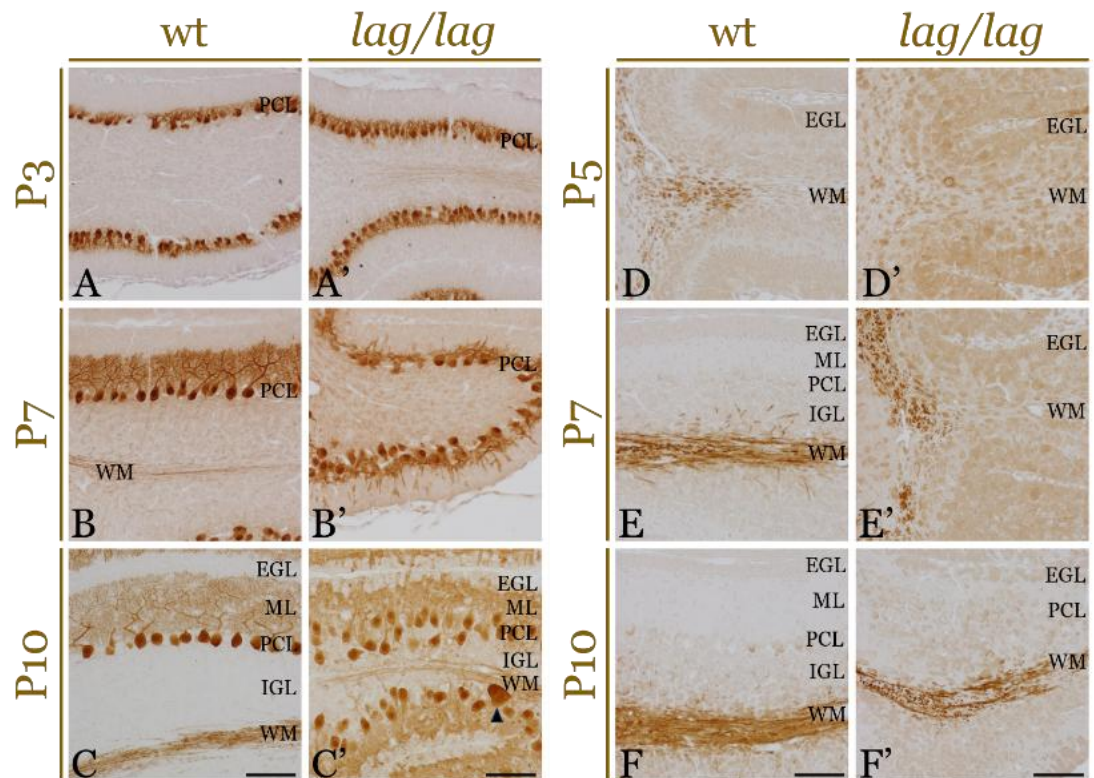 wt lag/lag wt lag/lag
P3 P5
PCL PCL EGL EGL
WM WM
A A' D D'
P7 P7
PCL PCL EGL EGL
ML
PCL
IGL
WM WM WM
B B' E E'
P10 P10
EGL EGL EGL EGL
ML ML ML PCL
PCL PCL PCL
IGL IGL IGL
WM WM WM WM
C C' F F'